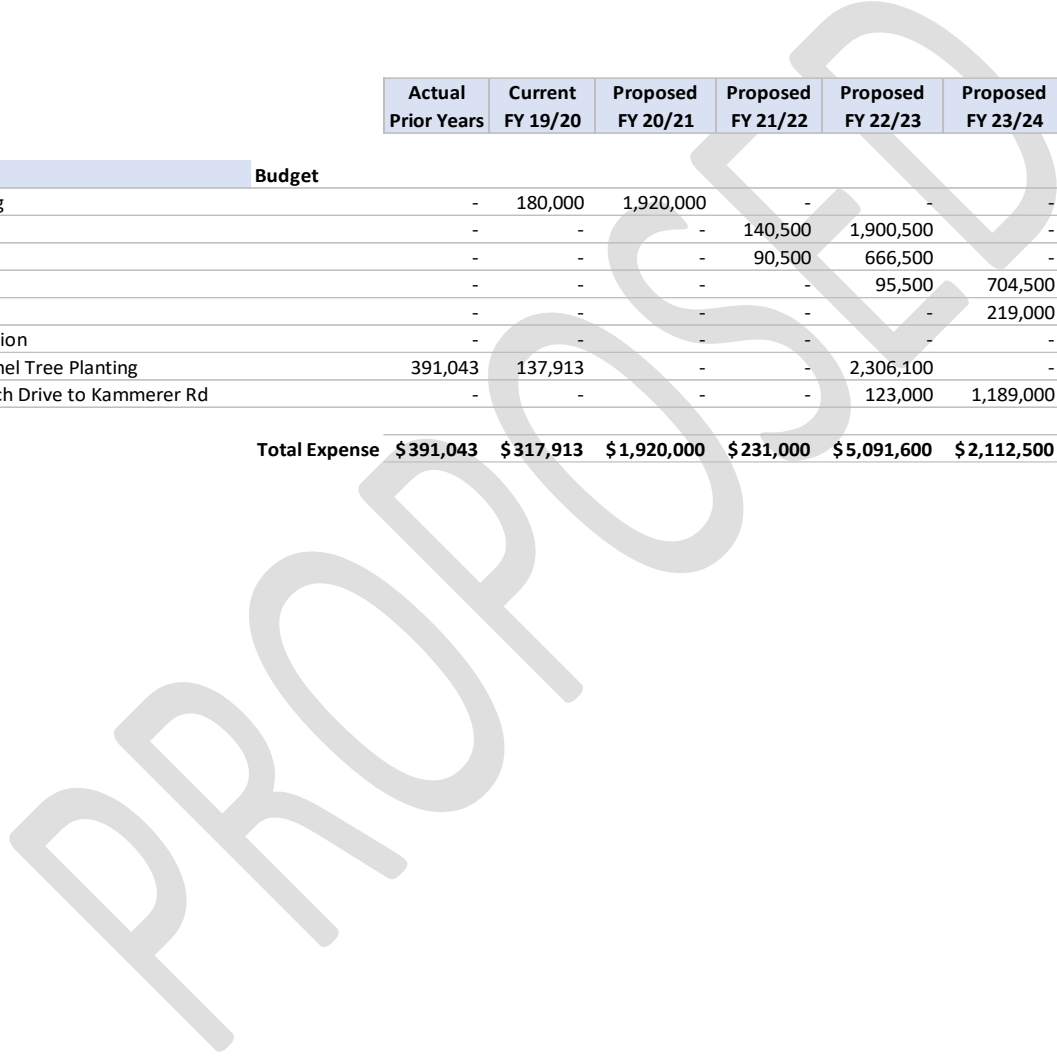 Actual Current Proposed Proposed Proposed Proposed
Prior Years FY 19/20 FY 20/21 FY 21/22 FY 22/23 FY 23/24
Budget
g - 180,000 1,920,000 - - -
- - - 140,500 1,900,500 -
- - - 90,500 666,500 -
- - - - 95,500 704,500
- - - - - 219,000
ion - - - - - -
nel Tree Planting 391,043 137,913 - - 2,306,100 -
ch Drive to Kammerer Rd - - - - 123,000 1,189,000
Total Expense $391,043 $317,913 $1,920,000 $231,000 $5,091,600 $2,112,500
PROPOSED